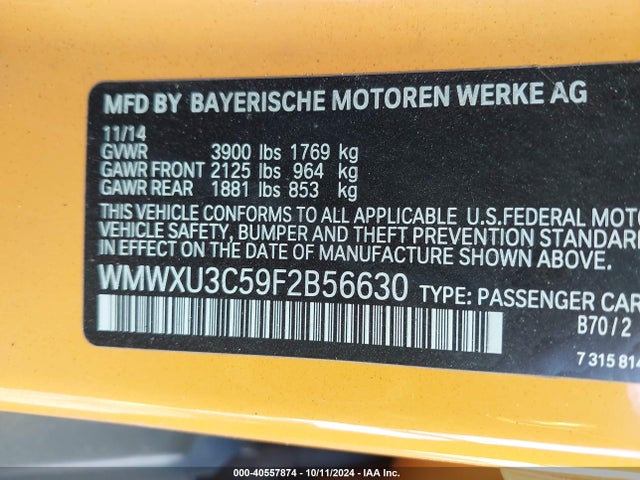 MFD BY BAYERISCHE MOTOREN WERKE AG
11/14
GVWR 3900 lbs 1769 kg
GAWR FRONT 2125 lbs 964 kg
GAWR REAR 1881 lbs 853 kg
THIS VEHICLE CONFORMS TO ALL APPLICABLE U.S.FEDERAL MOTO
VEHICLE SAFETY, BUMPER AND THEFT PREVENTION STANDARD
IN EFFECT ON THE DATE OF MANUFACTURE SHOWN ABOVE.
WMWXU3C59F2B56630 TYPE: PASSENGER CAR
B70/2
7 315 814
000-40557874 | 10/11/2024 | IAA Inc.